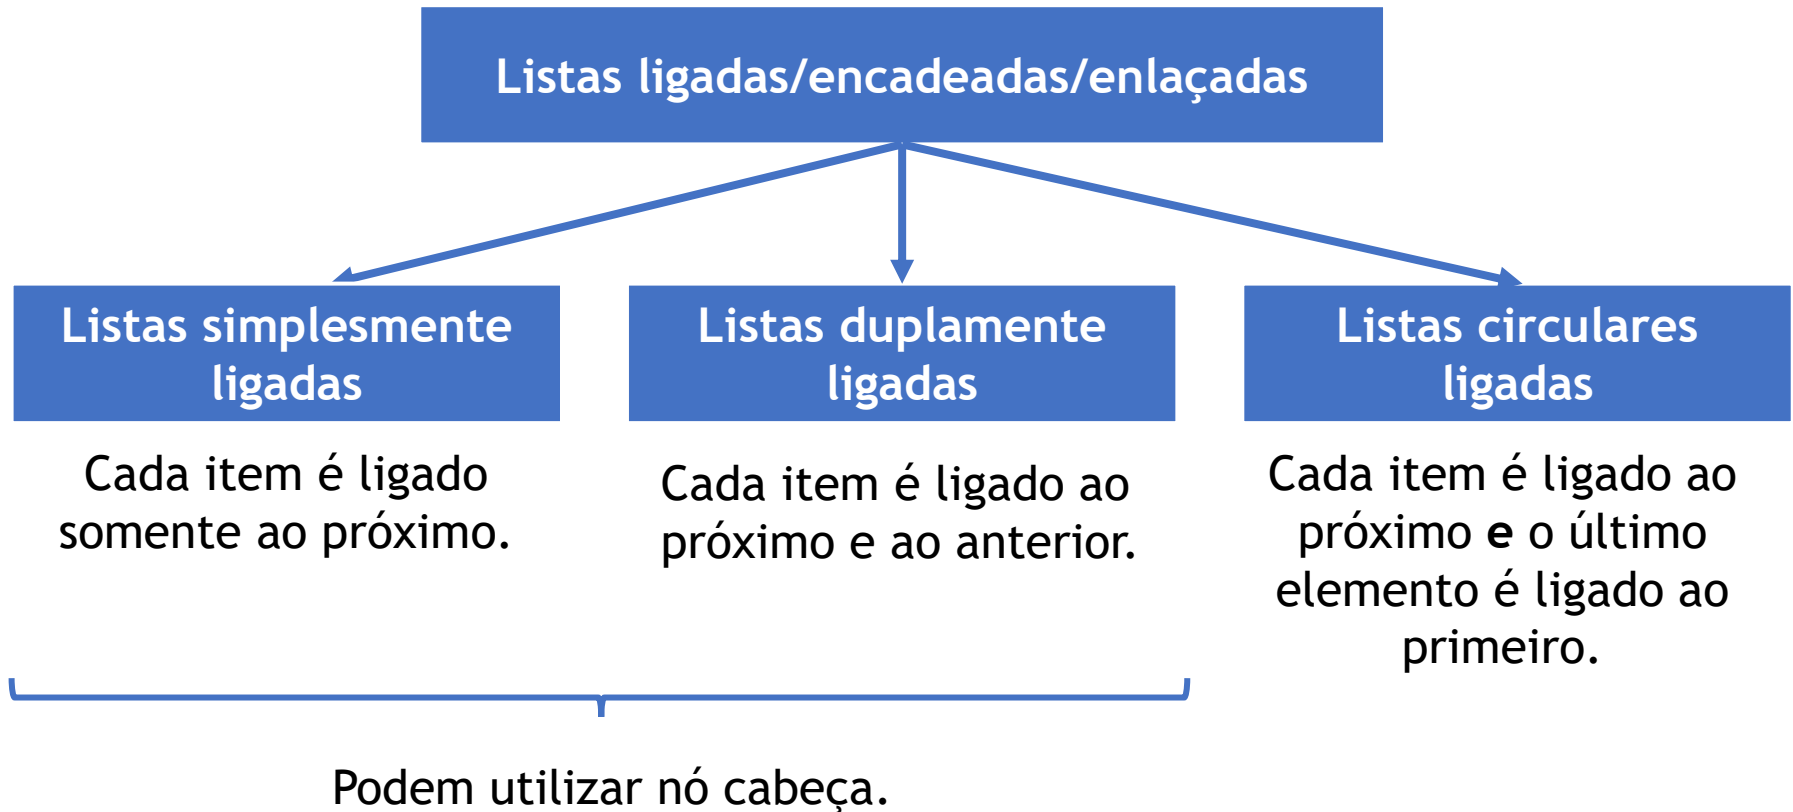 Listas ligadas/encadeadas/enlaçadas
Listas simplesmente
ligadas
Cada item é ligado
somente ao próximo.
Listas duplamente
ligadas
Cada item é ligado ao
próximo e ao anterior.
Listas circulares
ligadas
Cada item é ligado ao
próximo e o último
elemento é ligado ao
primeiro.
Podem utilizar nó cabeça.